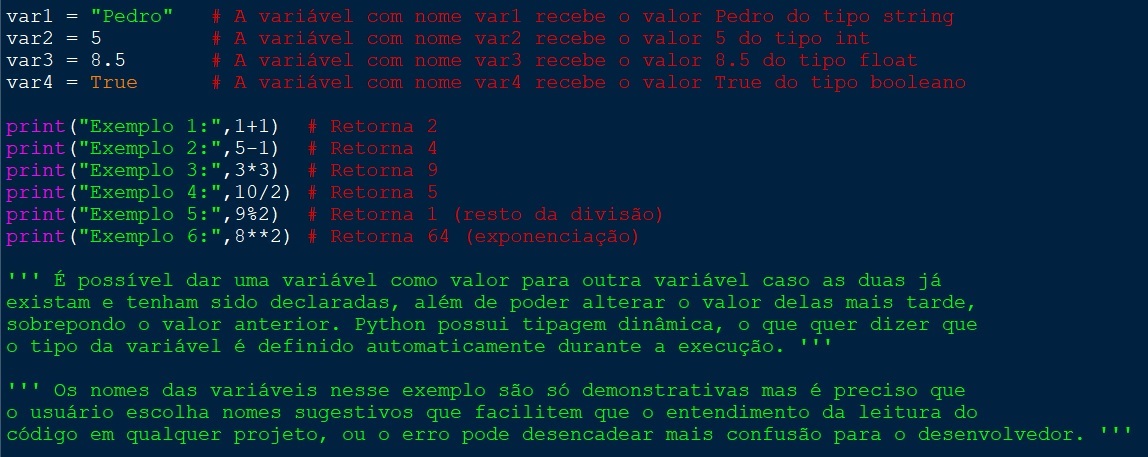 var1 = "Pedro"   # A variável com nome var1 recebe o valor Pedro do tipo string
var2 = 5         # A variável com nome var2 recebe o valor 5 do tipo int
var3 = 8.5       # A variável com nome var3 recebe o valor 8.5 do tipo float
var4 = True      # A variável com nome var4 recebe o valor True do tipo booleano
print("Exemplo 1:",1+1)  # Retorna 2
print("Exemplo 2:",5-1)  # Retorna 4
print("Exemplo 3:",3*3)  # Retorna 9
print("Exemplo 4:",10/2) # Retorna 5
print("Exemplo 5:",9%2)  # Retorna 1 (resto da divisão)
print("Exemplo 6:",8**2) # Retorna 64 (exponenciação)
''' É possível dar uma variável como valor para outra variável caso as duas já
existam e tenham sido declaradas, além de poder alterar o valor delas mais tarde,
sobrepondo o valor anterior. Python possui tipagem dinâmica, o que quer dizer que
o tipo da variável é definido automaticamente durante a execução. '''
''' Os nomes das variáveis nesse exemplo são só demonstrativas mas é preciso que
o usuário escolha nomes sugestivos que facilitem que o entendimento da leitura do
código em qualquer projeto, ou o erro pode desencadear mais confusão para o desenvolvedor. '''